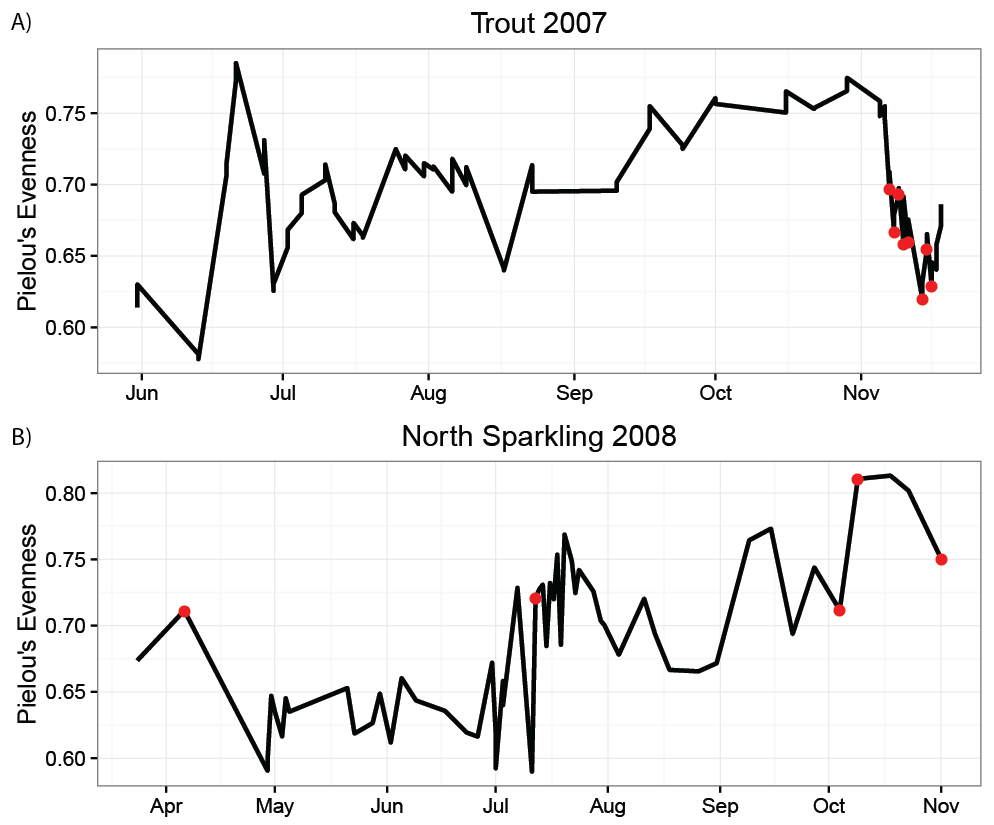 A)
Trout 2007
Pielou's Evenness
0.75
0.70
0.65
0.60
Jun Jul Aug Sep Oct Nov
B)
North Sparkling 2008
Pielou's Evenness
0.80
0.75
0.70
0.65
0.60
Apr May Jun Jul Aug Sep Oct Nov